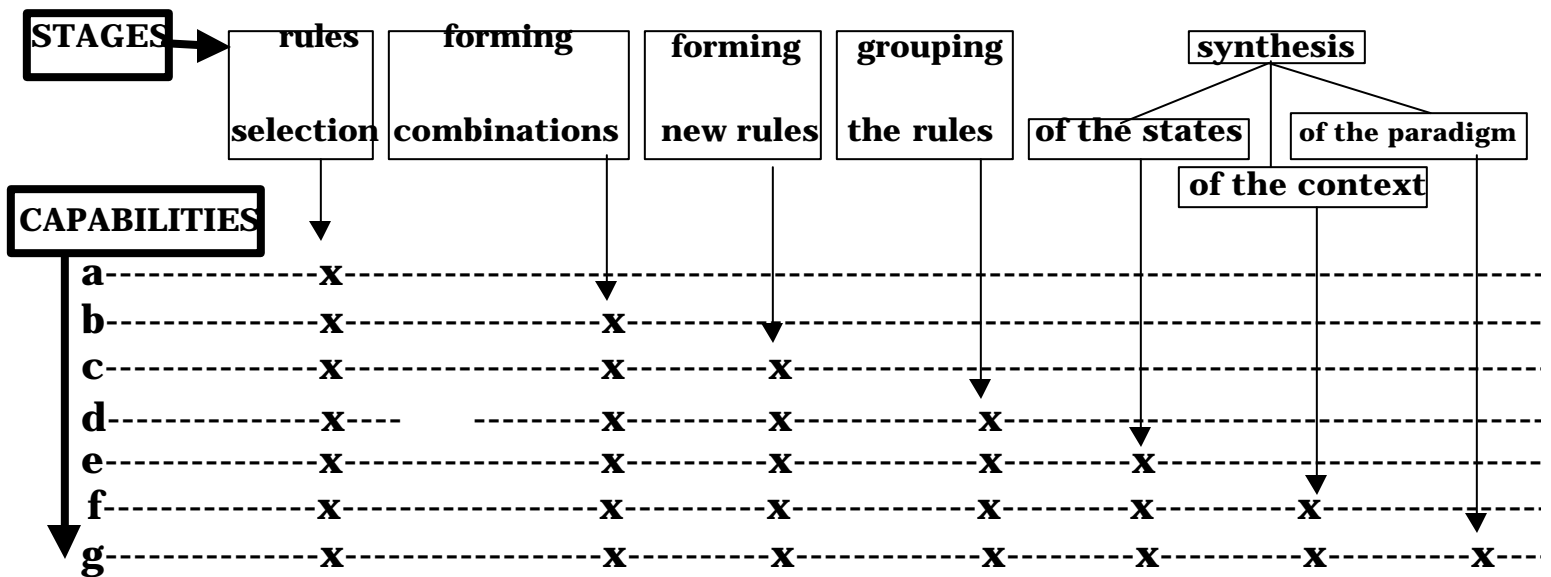 STAGES
rules
selection
forming
combinations
forming
new rules
grouping
the rules
synthesis
of the states
of the context
of the paradigm
CAPABILITIES
a---------------x--------------------------------------------------------
b---------------x----------------x---------------------------------------
c---------------x----------------x--------x------------------------------
d---------------x---- -------x--------x-----------x------------------
e---------------x----------------x--------x-----------x-------x----------
f---------------x----------------x--------x-----------x-------x-------x------
g---------------x----------------x--------x-----------x-------x-------x-------x---